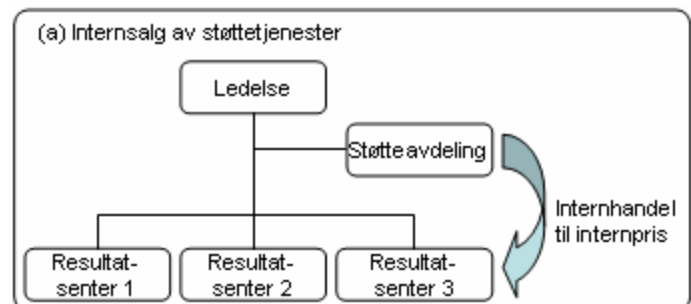 (a) Internsalg av støttetjenester
Ledelse
Støtteavdeling
Internhandel
til internpris
Resultat-
senter 1
Resultat-
senter 2
Resultat-
senter 3